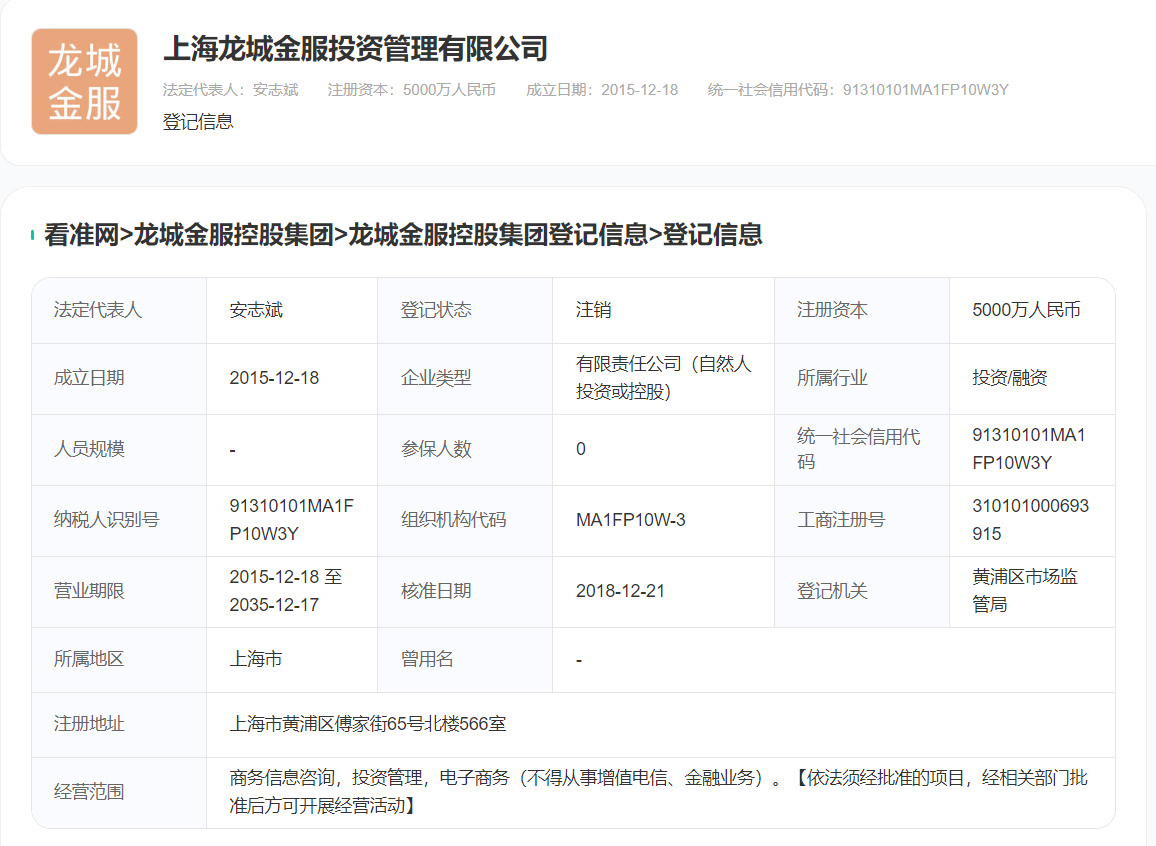 龙城
金服
上海龙城金服投资管理有限公司
法定代表人：安志斌 注册资本：5000万人民币 成立日期：2015-12-18 统一社会信用代码：91310101MA1FP10W3Y
登记信息
看准网>龙城金服控股集团>龙城金服控股集团登记信息>登记信息
法定代表人 安志斌 登记状态 注销 注册资本 5000万人民币
成立日期 2015-12-18 企业类型 有限责任公司（自然人
投资或控股） 所属行业 投资/融资
人员规模 - 参保人数 0 统一社会信用代
码 91310101MA1
FP10W3Y
纳税人识别号 91310101MA1F
P10W3Y 组织机构代码 MA1FP10W-3 工商注册号 310101000693
915
营业期限 2015-12-18 至
2035-12-17 核准日期 2018-12-21 登记机关 黄浦区市场监
管局
所属地区 上海市 曾用名 -
注册地址 上海市黄浦区傅家街65号北楼566室
经营范围 商务信息咨询，投资管理，电子商务（不得从事增值电信、金融业务）。【依法须经批准的项目，经相关部门批
准后方可开展经营活动】